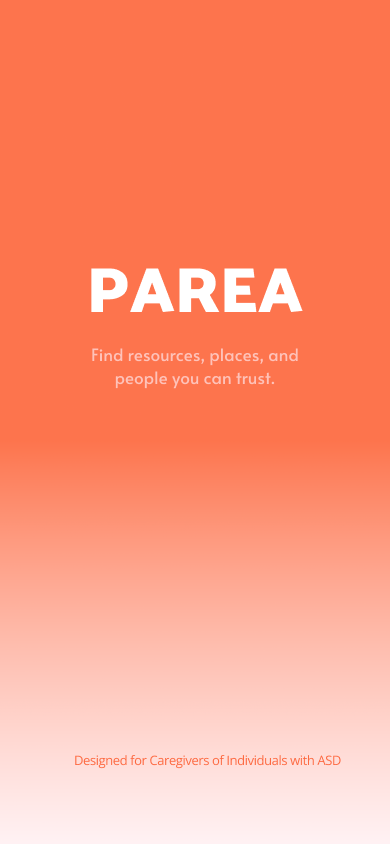 PAREA
Find resources, places, and
people you can trust.
Designed for Caregivers of Individuals with ASD